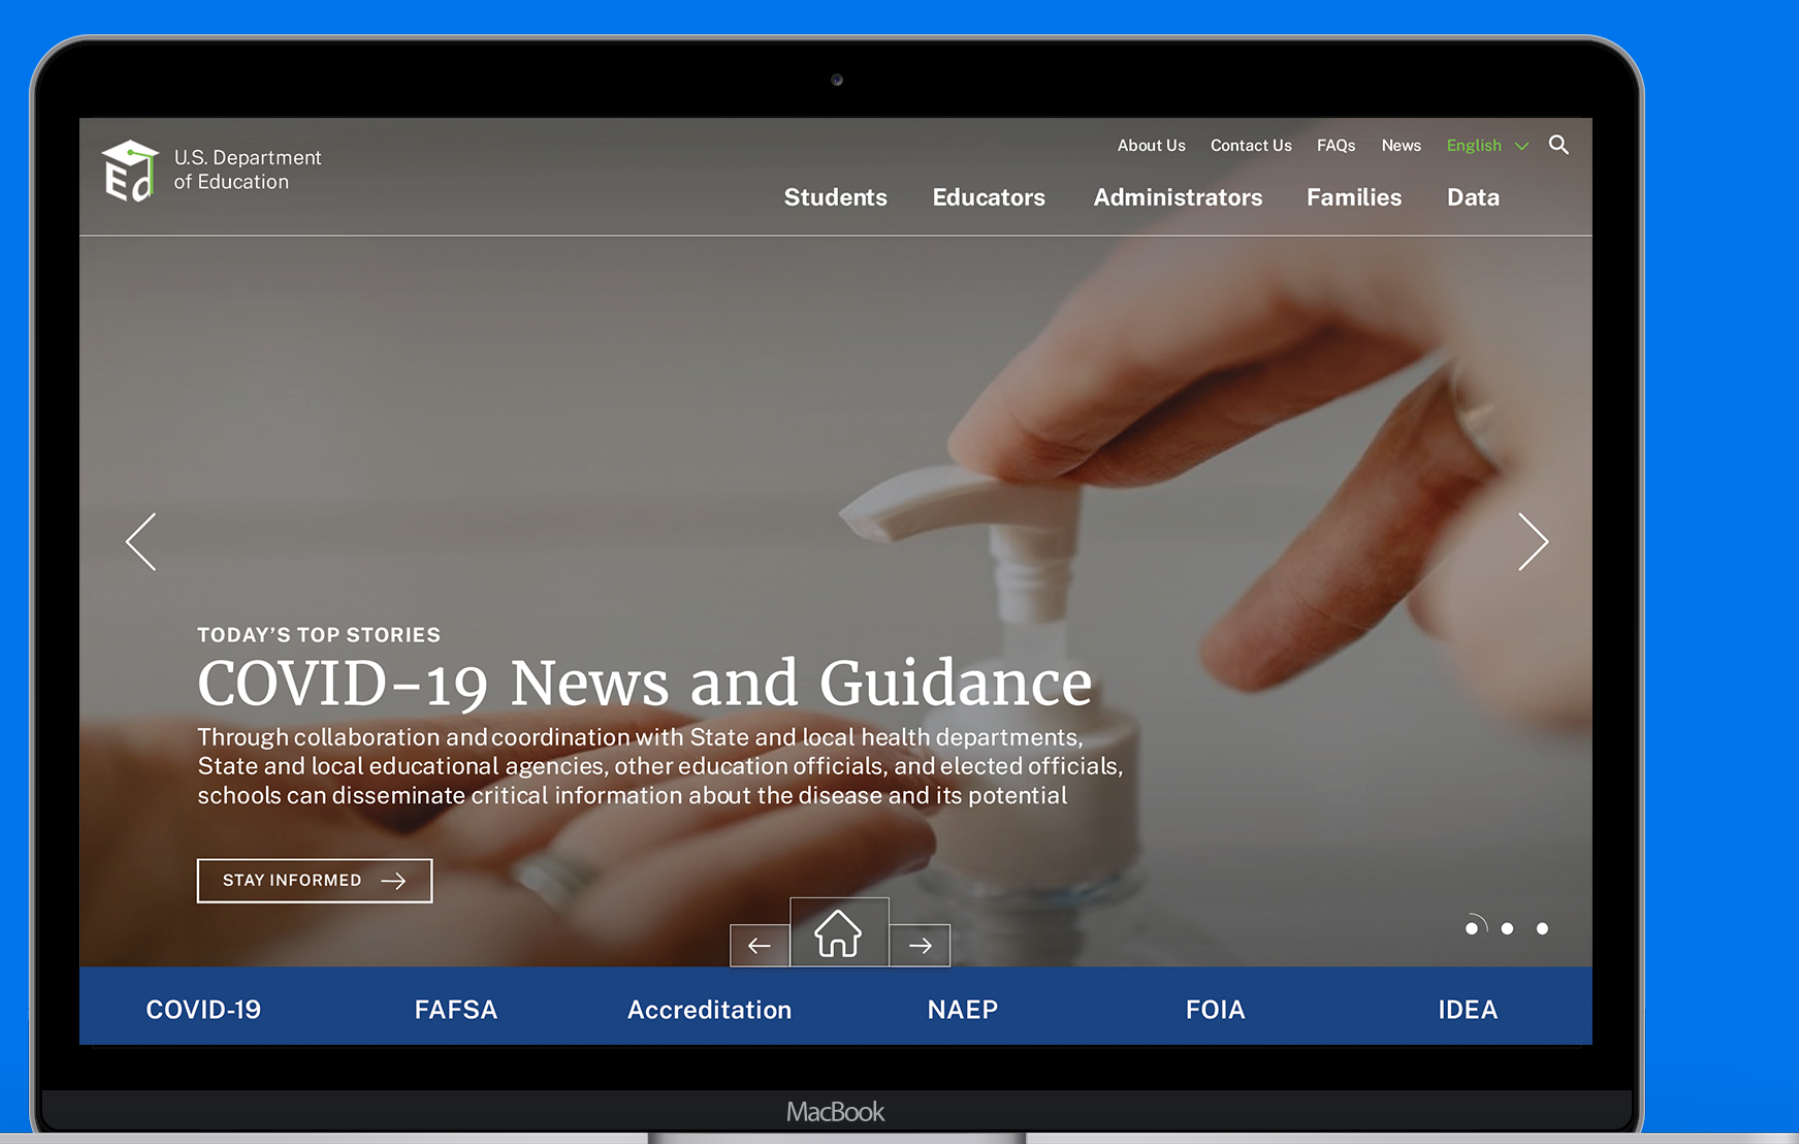 Ed
U.S. Department
of Education
About Us Contact Us FAQs News English
Students Educators Administrators Families Data
TODAY’S TOP STORIES
COVID–19 News and Guidance
Through collaboration and coordination with State and local health departments,
State and local educational agencies, other education officials, and elected officials,
schools can disseminate critical information about the disease and its potential
STAY INFORMED
COVID-19 FAFSA Accreditation NAEP FOIA IDEA
MacBook